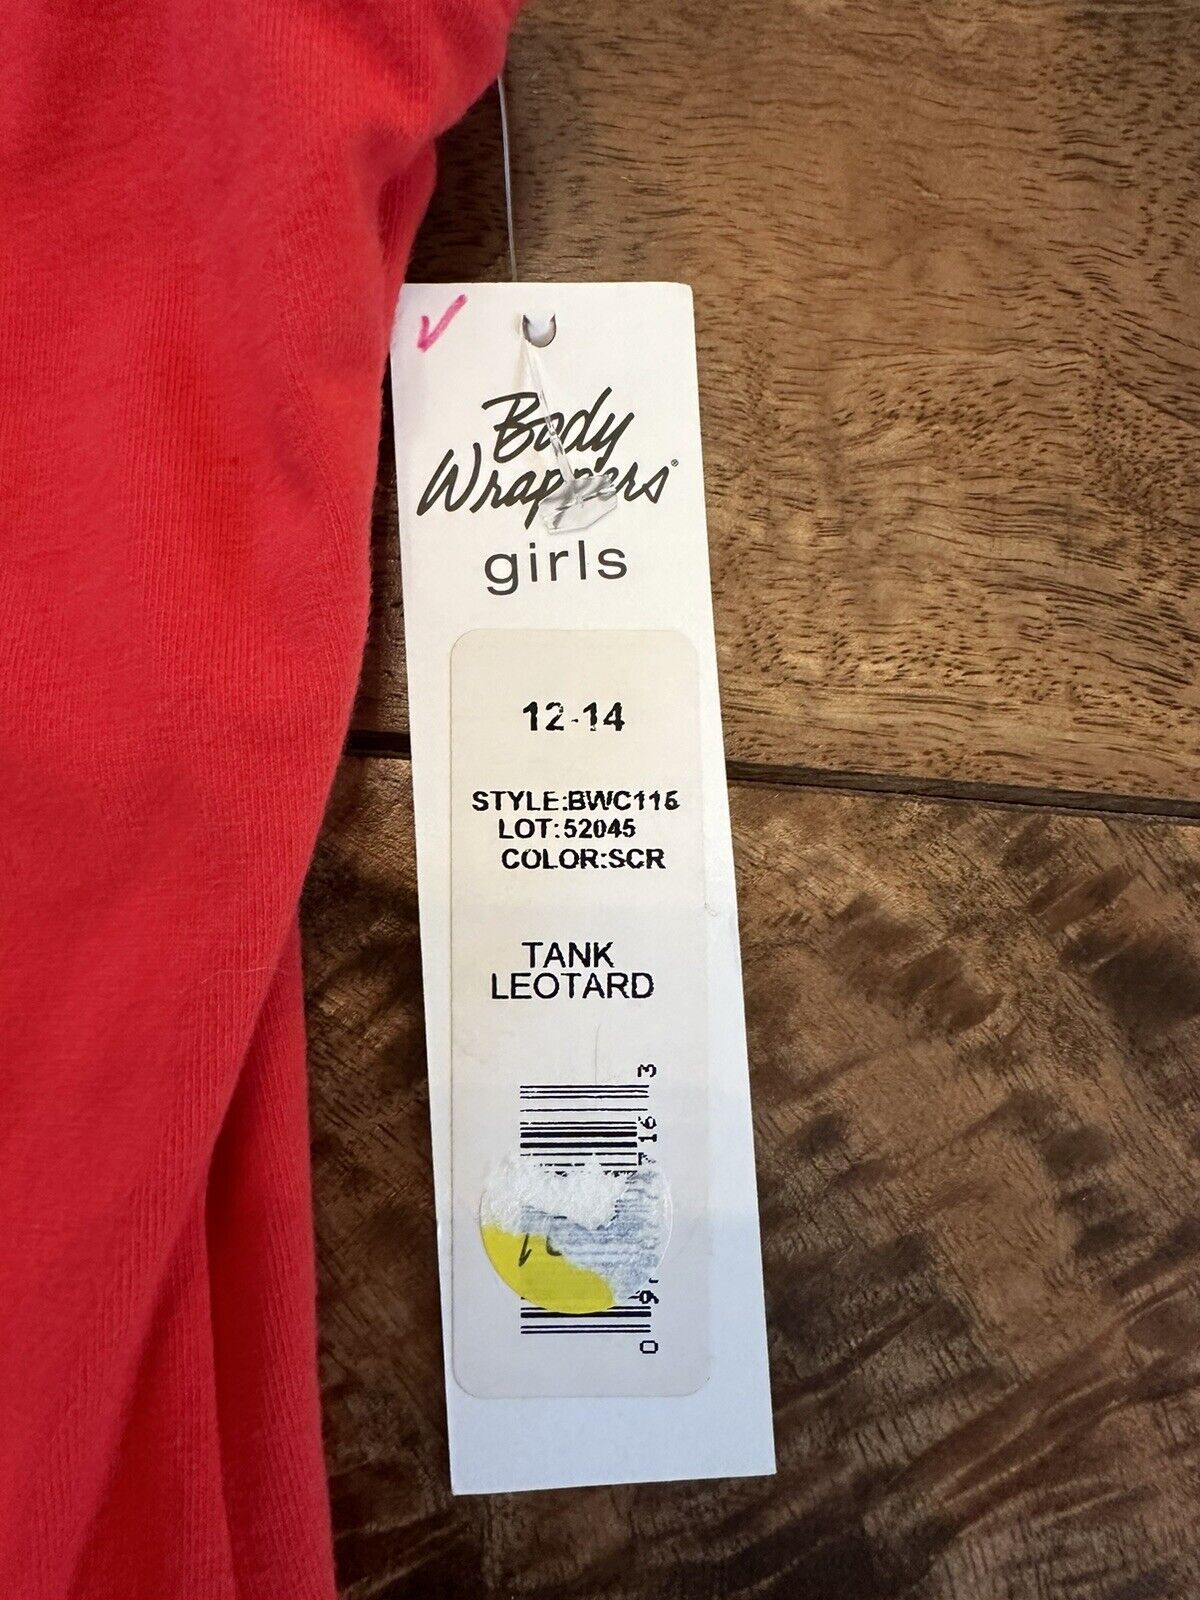 Body
Wrappers®
girls
12-14
STYLE:BWC115
LOT:52045
COLOR:SCR
TANK
LEOTARD